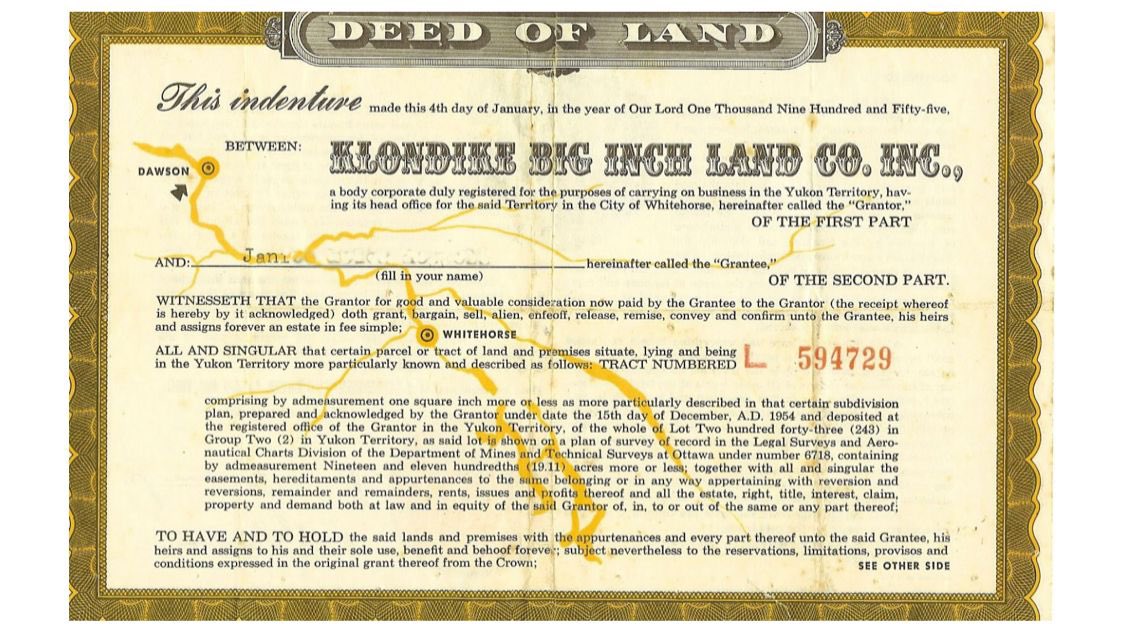 DEED OF LAND
This indenture made this 4th day of January, in the year of Our Lord One Thousand Nine Hundred and Fifty-five,
BETWEEN: KLONDIKE BIG INCH LAND CO. INC.,
DAWSON
a body corporate duly registered for the purposes of carrying on business in the Yukon Territory, hav-
ing its head office for the said Territory in the City of Whitehorse, hereinafter called the "Grantor,"
OF THE FIRST PART
AND: hereinafter called the "Grantee,"
(fill in your name)
OF THE SECOND PART.
WITNESSETH THAT the Grantor for good and valuable consideration now paid by the Grantee to the Grantor (the receipt whereof
is hereby by it acknowledged) doth grant, bargain, sell, alien, enfeoff, release, remise, convey and confirm unto the Grantee, his heirs
and assigns forever an estate in fee simple;
WHITEHORSE
ALL AND SINGULAR that certain parcel or tract of land and premises situate, lying and being
in the Yukon Territory more particularly known and described as follows: TRACT NUMBERED L 594729
comprising by admeasurement one square inch more or less as more particularly described in that certain subdivision
plan, prepared and acknowledged by the Grantor under date the 15th day of December, A.D. 1954 and deposited at
the registered office of the Grantor in the Yukon Territory, of the whole of Lot Two hundred forty-three (243) in
Group Two (2) in Yukon Territory, as said lot is shown on a plan of survey of record in the Legal Surveys and Aero-
nautical Charts Division of the Department of Mines and Technical Surveys at Ottawa under number 6718, containing
by admeasurement Nineteen and eleven hundredths (19.11) acres more or less; together with all and singular the
easements, hereditaments and appurtenances to the same belonging or in any way appertaining with reversion and
reversions, remainder and remainders, rents, issues and profits thereof and all the estate, right, title, interest, claim,
property and demand both at law and in equity of the said Grantor of, in, to or out of the same or any part thereof;
TO HAVE AND TO HOLD the said lands and premises with the appurtenances and every part thereof unto the said Grantee, his
heirs and assigns to his and their sole use, benefit and behoof forever; subject nevertheless to the reservations, limitations, provisos and
conditions expressed in the original grant thereof from the Crown;
SEE OTHER SIDE